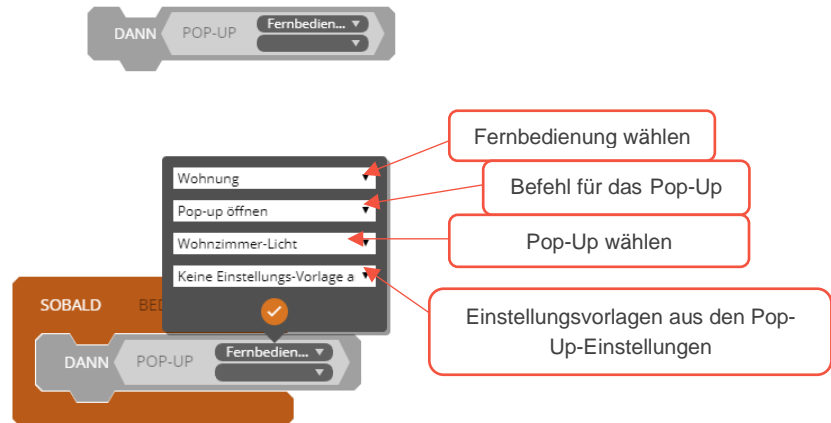 DANN POP-UP Fernbedien...
Fernbedienung wählen
Wohnung
Befehl für das Pop-Up
Pop-up öffnen
Pop-Up wählen
Wohnzimmer-Licht
Keine Einstellungs-Vorlage a
Einstellungsvorlagen aus den Pop-
Up-Einstellungen
SOBALD BED
DANN POP-UP Fernbedien...